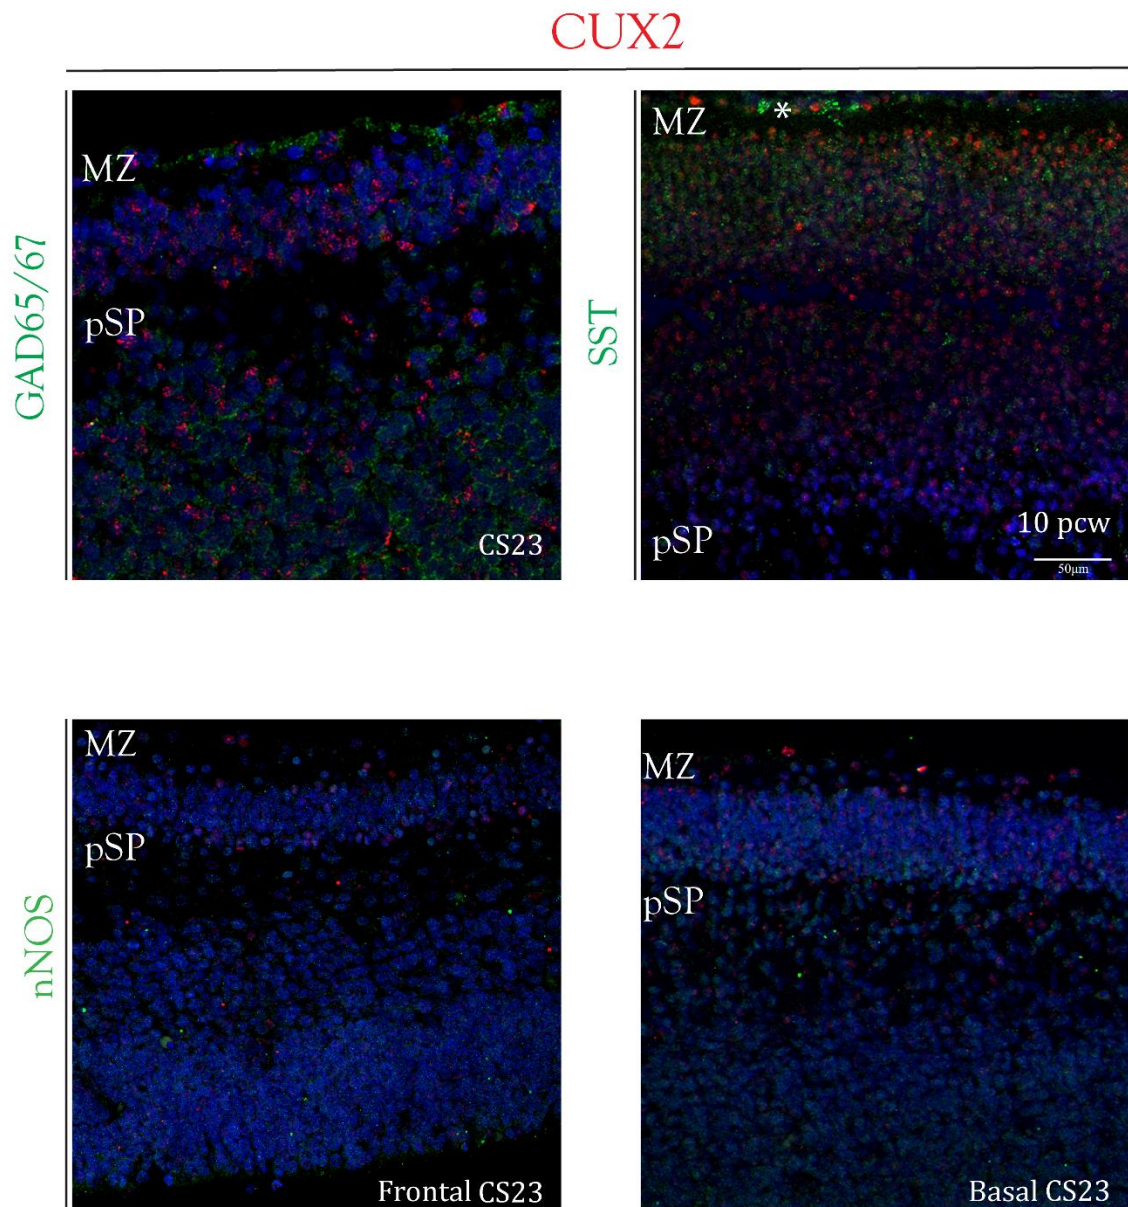 CUX2
GAD65/67
MZ
pSP
CS23
SST
MZ
*
pSP
10 pcw
50μm
nNOS
MZ
pSP
Frontal CS23
MZ
pSP
Basal CS23